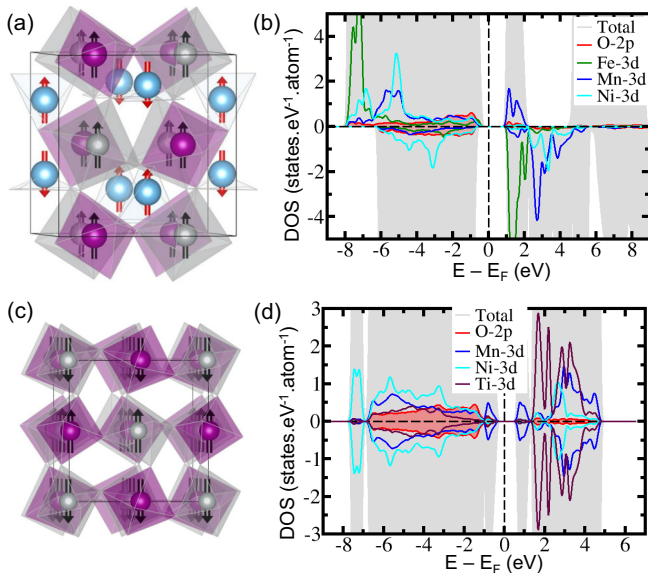 (a)
(b)
Total
O-2p
Fe-3d
Mn-3d
Ni-3d
4
2
0
-2
-4
DOS (states.eV⁻¹.atom⁻¹)
-8 -6 -4 -2 0 2 4 6 8
E − E_F (eV)
(c)
(d)
Total
O-2p
Mn-3d
Ni-3d
Ti-3d
3
2
1
0
1
2
-3
DOS (states.eV⁻¹.atom⁻¹)
-8 -6 -4 -2 0 2 4 6
E − E_F (eV)